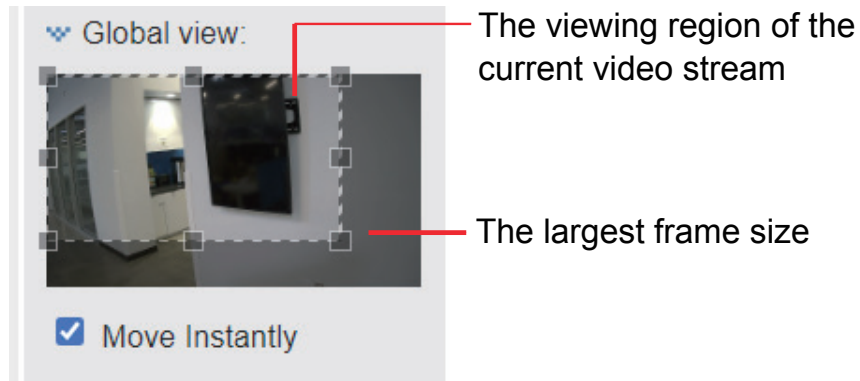 Global view:
The viewing region of the
current video stream
The largest frame size
Move Instantly